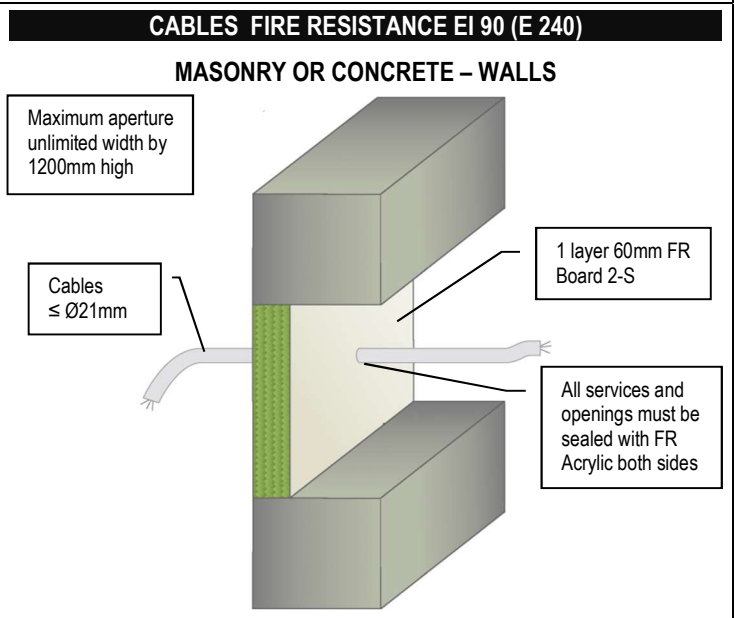 CABLES FIRE RESISTANCE EI 90 (E 240)
MASONRY OR CONCRETE – WALLS
Maximum aperture
unlimited width by
1200mm high
Cables
≤ Ø21mm
1 layer 60mm FR
Board 2-S
All services and
openings must be
sealed with FR
Acrylic both sides